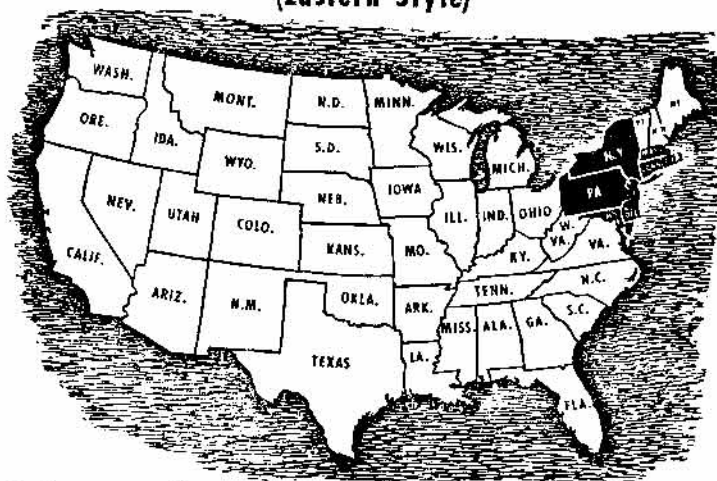 (Eastern Style)
WASH.
MONT.
N.D.
MINN.
ORE.
IDA.
WYO.
S.D.
WIS.
MICH.
N.Y.
NEV.
UTAH
COLO.
NEB.
IOWA
ILL.
IND.
OHIO
PA.
W. VA.
VA.
CALIF.
KANS.
MO.
KY.
ARIZ.
N.M.
OKLA.
ARK.
TENN.
N.C.
S.C.
TEXAS
LA.
MISS.
ALA.
GA.
FLA.